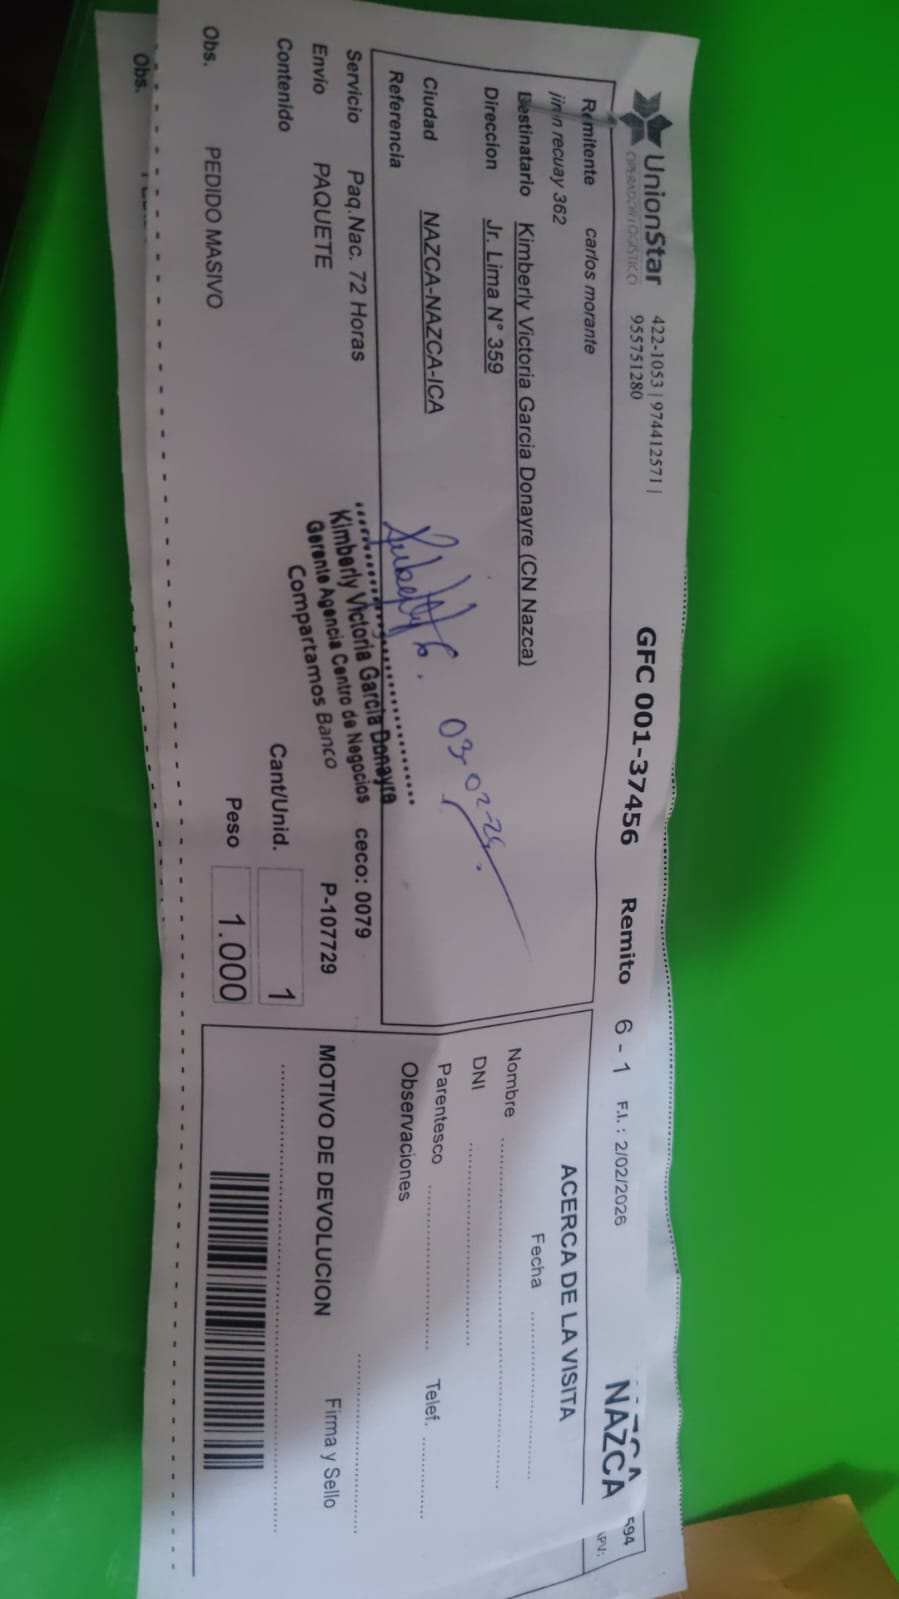 UnionStar
OPERADOR LOGISTICO
422-1053 | 974412571 |
955751280
GFC 001-37456 Remito 6 - 1 F.I. : 2/02/2026
NAZCA
594
APV:
Remitente carlos morante
jiron recuay 362
Destinatario Kimberly Victoria Garcia Donayre (CN Nazca)
Direccion Jr. Lima N° 359
Ciudad NAZCA-NAZCA-ICA
Referencia
03-02-26.
Kimberly Victoria Garcia Donayre
Gerente Agencia Centro de Negocios
Compartamos Banco
Servicio Paq.Nac. 72 Horas ceco: 0079
Envío PAQUETE P-107729
Contenido Cant/Unid. 1
Peso 1.000
Obs. PEDIDO MASIVO
ACERCA DE LA VISITA
Fecha
Nombre
DNI
Parentesco Telef.
Observaciones
MOTIVO DE DEVOLUCION Firma y Sello
Obs.